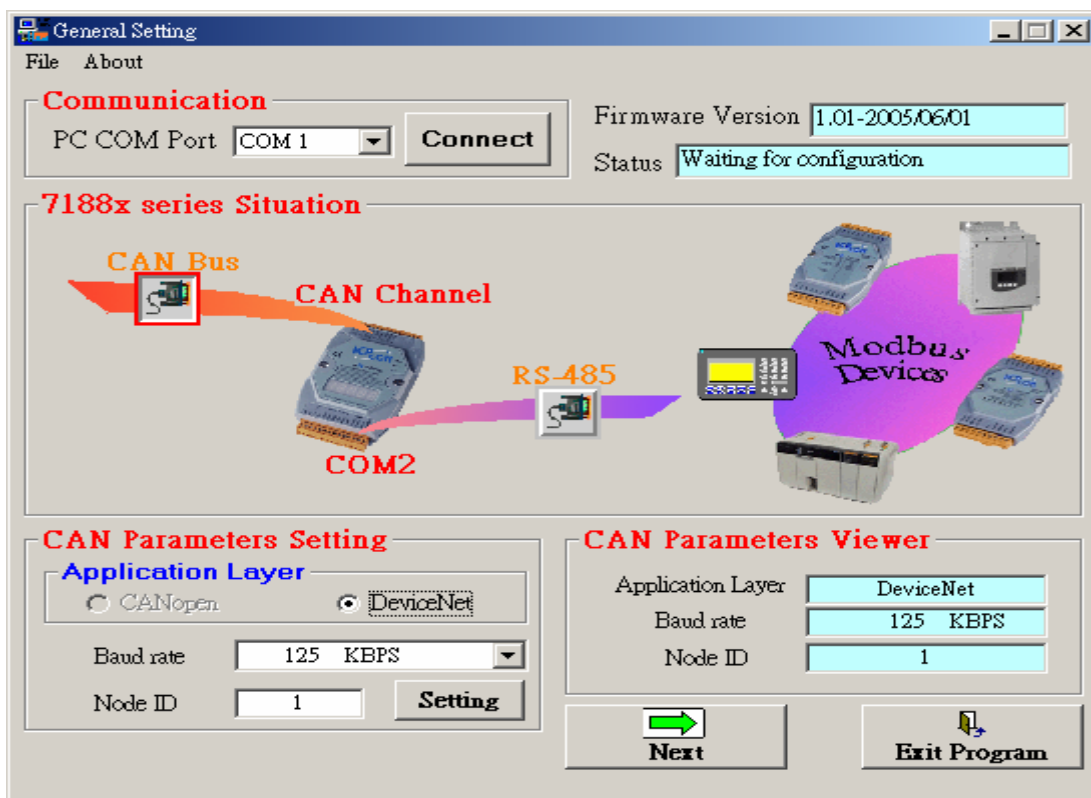 General Setting
File About
Communication
PC COM Port COM 1 Connect
Firmware Version 1.01-2005/06/01
Status Waiting for configuration
7188x series Situation
CAN Bus
CAN Channel
RS-485
COM2
Modbus
Devices
CAN Parameters Setting
Application Layer
CANopen DeviceNet
Baud rate 125 KBPS
Node ID 1 Setting
CAN Parameters Viewer
Application Layer DeviceNet
Baud rate 125 KBPS
Node ID 1
Next
Exit Program